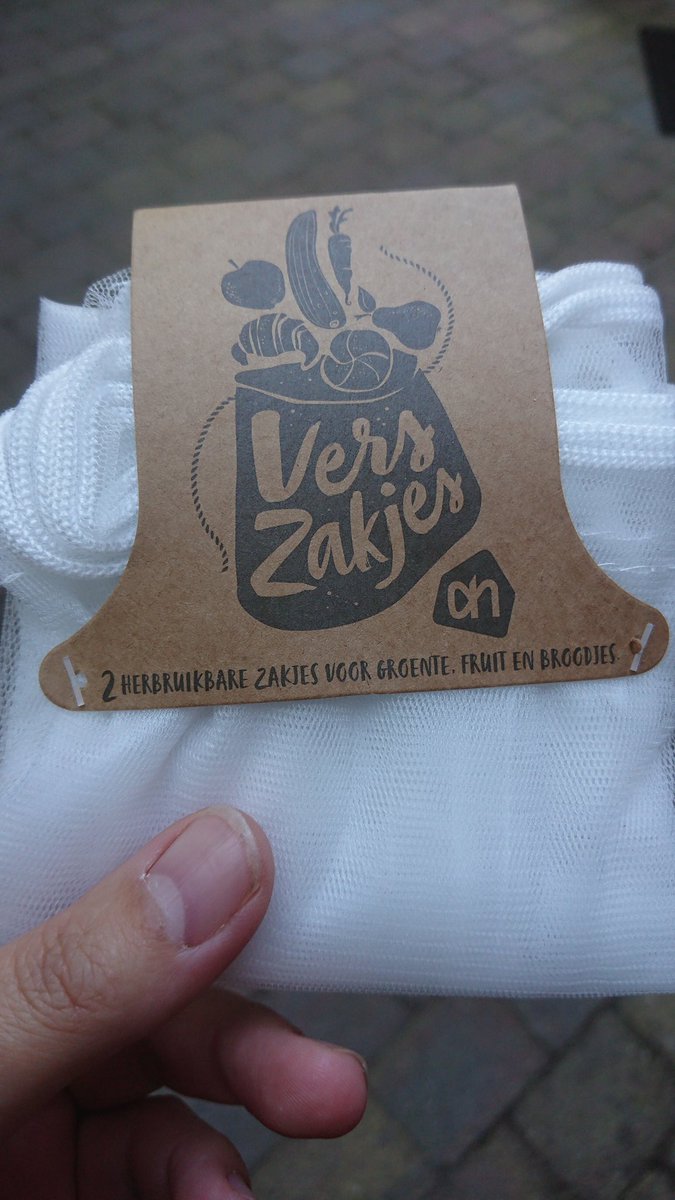 Vers
Zakjes
ah
2 HERBRUIKBARE ZAKJES VOOR GROENTE, FRUIT EN BROODJES.